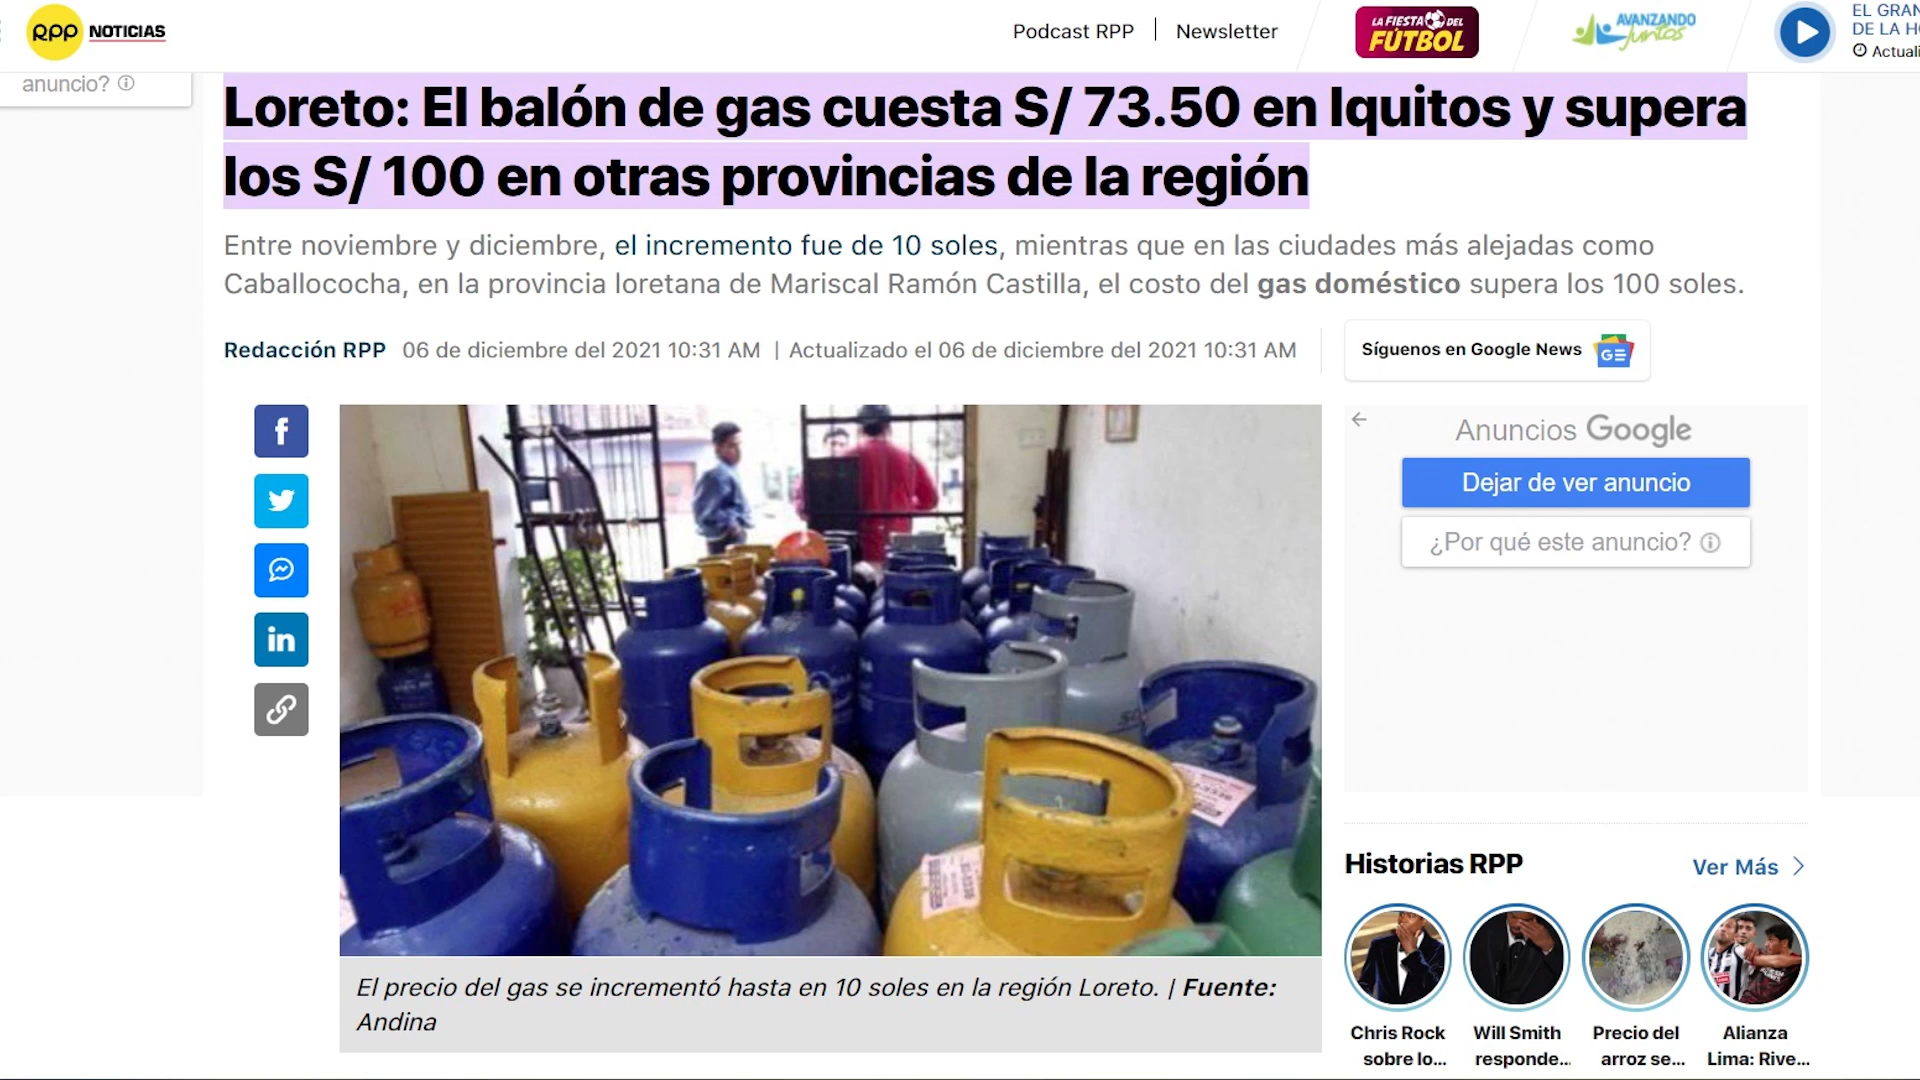 RPP NOTICIAS
Podcast RPP
Newsletter
LA FIESTA DEL
FÚTBOL
AVANZANDO
Juntos
EL GRAN
DE LA
Actuali
anuncio?
Loreto: El balón de gas cuesta S/ 73.50 en Iquitos y supera
los S/ 100 en otras provincias de la región
Entre noviembre y diciembre, el incremento fue de 10 soles, mientras que en las ciudades más alejadas como
Caballococha, en la provincia loretana de Mariscal Ramón Castilla, el costo del gas doméstico supera los 100 soles.
Redacción RPP 06 de diciembre del 2021 10:31 AM | Actualizado el 06 de diciembre del 2021 10:31 AM
Síguenos en Google News
GE
f
in
Anuncios Google
Dejar de ver anuncio
¿Por qué este anuncio?
El precio del gas se incrementó hasta en 10 soles en la región Loreto. | Fuente:
Andina
Historias RPP
Ver Más
Chris Rock
sobre lo...
Will Smith
responde...
Precio del
arroz se...
Alianza
Lima: Rive...